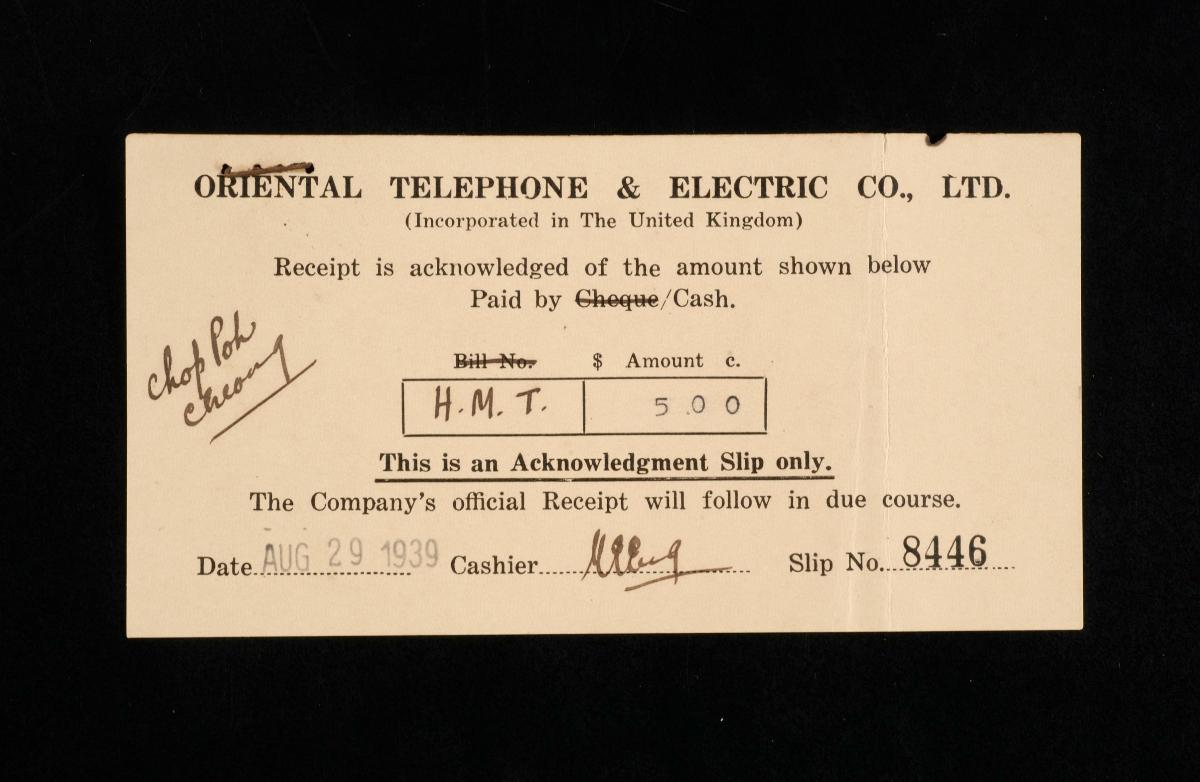 ORIENTAL TELEPHONE & ELECTRIC CO., LTD.
(Incorporated in The United Kingdom)
Receipt is acknowledged of the amount shown below
Paid by Cheque/Cash.
Chop Poh
Cheong
Bill No. $ Amount c.
H.M.T. 5.00
This is an Acknowledgment Slip only.
The Company's official Receipt will follow in due course.
Date AUG 29 1939 Cashier Slip No. 8446